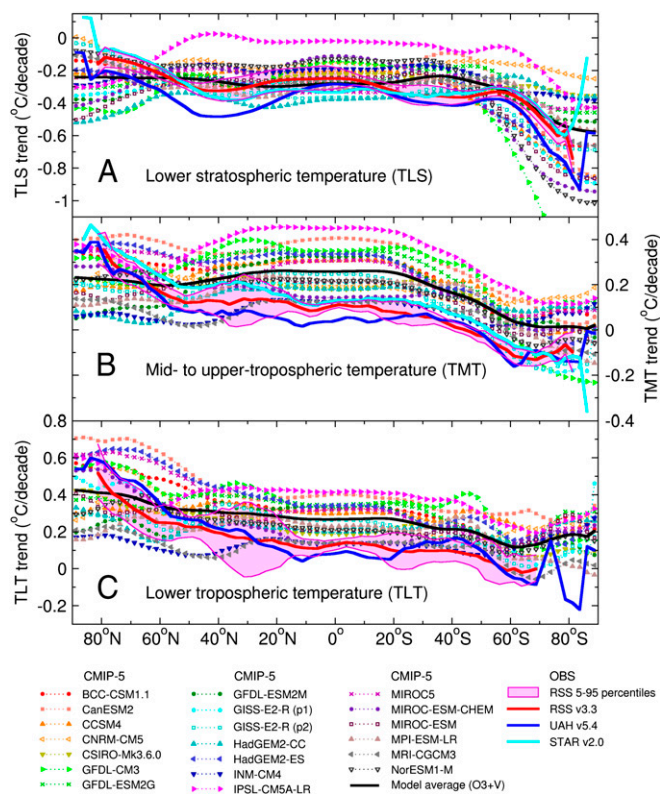 0
-0.2
-0.4
-0.6
-0.8
-1
TLS trend (°C/decade)
A
Lower stratospheric temperature (TLS)
0.4
0.2
0
-0.2
-0.4
TMT trend (°C/decade)
B
Mid- to upper-tropospheric temperature (TMT)
0.8
0.6
0.4
0.2
0
-0.2
TLT trend (°C/decade)
C
Lower tropospheric temperature (TLT)
80°N 60°N 40°N 20°N 0° 20°S 40°S 60°S 80°S
CMIP-5 CMIP-5 CMIP-5 OBS
BCC-CSM1.1 GFDL-ESM2M MIROC5 RSS 5-95 percentiles
CanESM2 GISS-E2-R (p1) MIROC-ESM-CHEM RSS v3.3
CCSM4 GISS-E2-R (p2) MIROC-ESM UAH v5.4
CNRM-CM5 HadGEM2-CC MPI-ESM-LR STAR v2.0
CSIRO-Mk3.6.0 HadGEM2-ES MRI-CGCM3
GFDL-CM3 INM-CM4 NorESM1-M
GFDL-ESM2G IPSL-CM5A-LR Model average (O3+V)